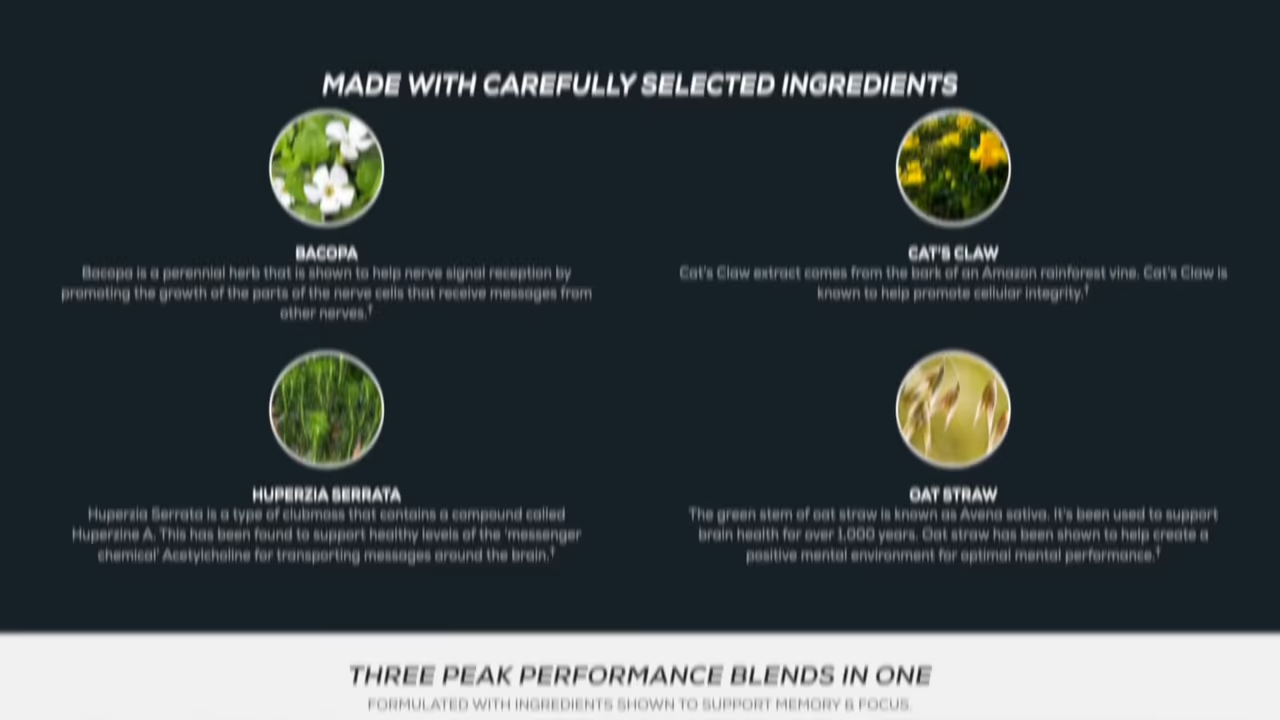 MADE WITH CAREFULLY SELECTED INGREDIENTS
BACOPA
Bacopa is a perennial herb that is shown to help nerve signal reception by
promoting the growth of the parts of the nerve cells that receive messages from
other nerves.†
CAT'S CLAW
Cat's Claw extract comes from the bark of an Amazon rainforest vine. Cat's Claw is
known to help promote cellular integrity.†
HUPERZIA SERRATA
Huperzia Serrata is a type of clubmoss that contains a compound called
Huperzine A. This has been found to support healthy levels of the 'messenger
chemical' Acetylcholine for transporting messages around the brain.†
OAT STRAW
The green stem of oat straw is known as Avena sativa. It's been used to support
brain health for over 1,000 years. Oat straw has been shown to help create a
positive mental environment for optimal mental performance.†
THREE PEAK PERFORMANCE BLENDS IN ONE
FORMULATED WITH INGREDIENTS SHOWN TO SUPPORT MEMORY & FOCUS.